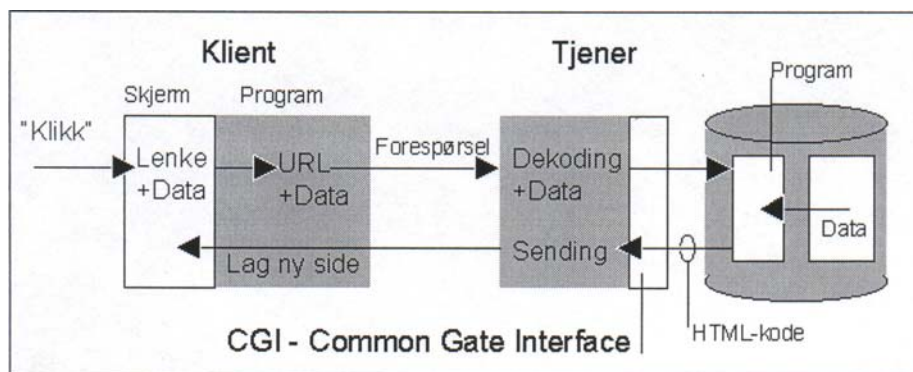 Klient
Tjener
Program
Skjerm
Program
"Klikk"
Lenke
+Data
URL
+Data
Forespørsel
Dekoding
+Data
Data
Lag ny side
Sending
CGI - Common Gate Interface
HTML-kode